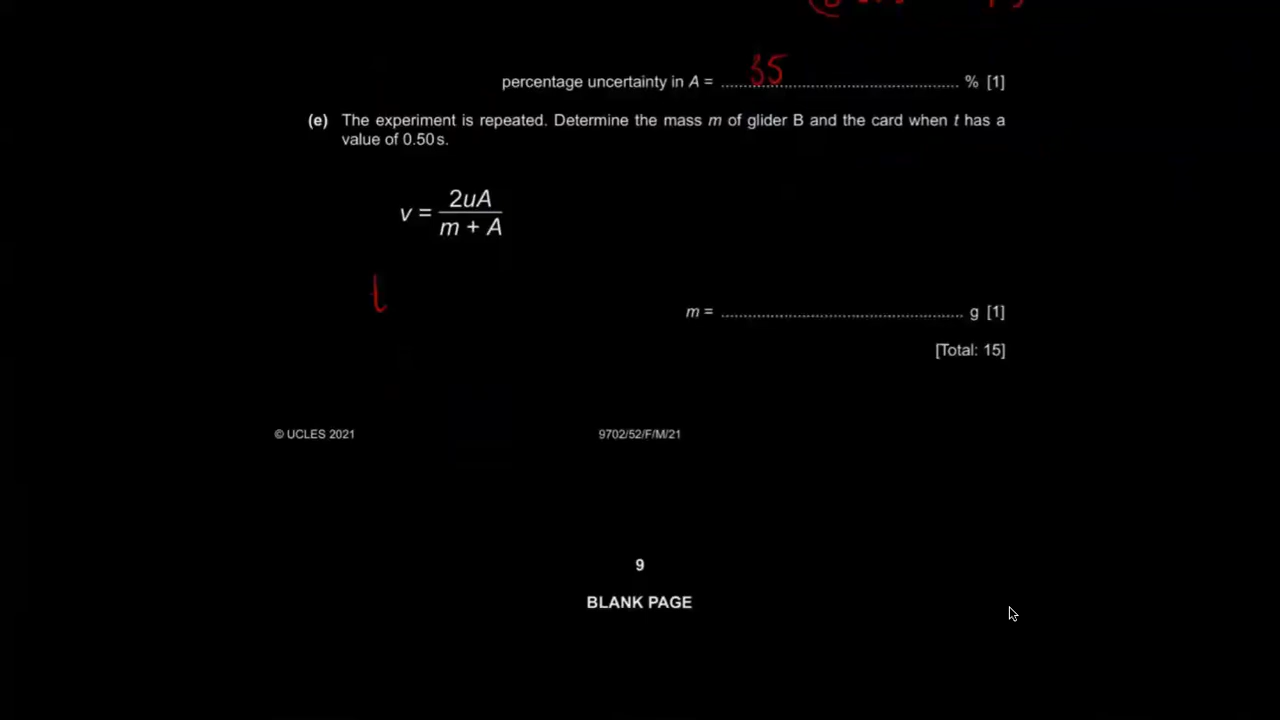 percentage uncertainty in A = 35 % [1]
(e) The experiment is repeated. Determine the mass m of glider B and the card when t has a
value of 0.50 s.
v = 2uA / m + A
t
m = g [1]
[Total: 15]
© UCLES 2021 9702/52/F/M/21
9
BLANK PAGE